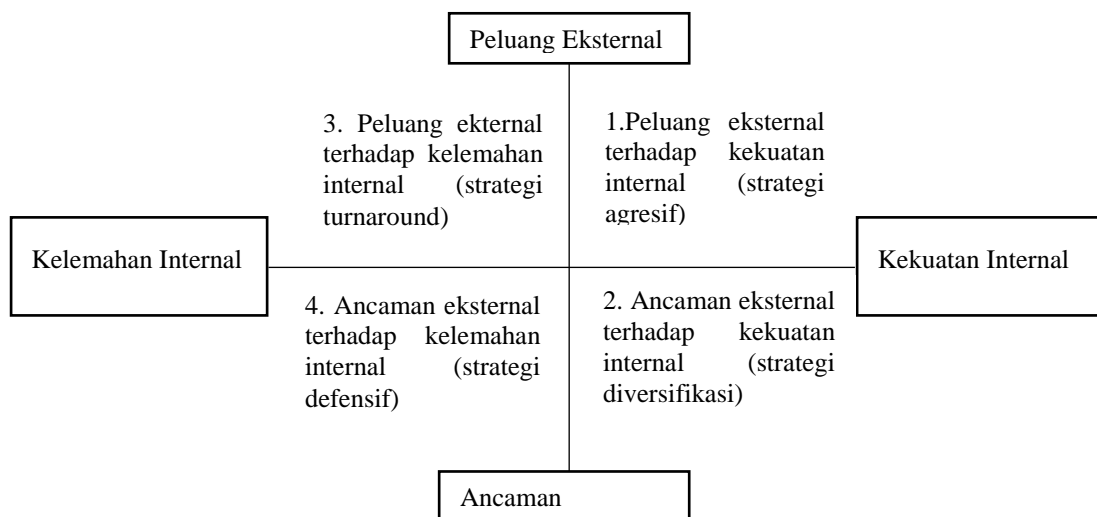 Peluang Eksternal
3. Peluang ekternal
terhadap kelemahan
internal (strategi
turnaround)
1.Peluang eksternal
terhadap kekuatan
internal (strategi
agresif)
Kelemahan Internal
Kekuatan Internal
4. Ancaman eksternal
terhadap kelemahan
internal (strategi
defensif)
2. Ancaman eksternal
terhadap kekuatan
internal (strategi
diversifikasi)
Ancaman